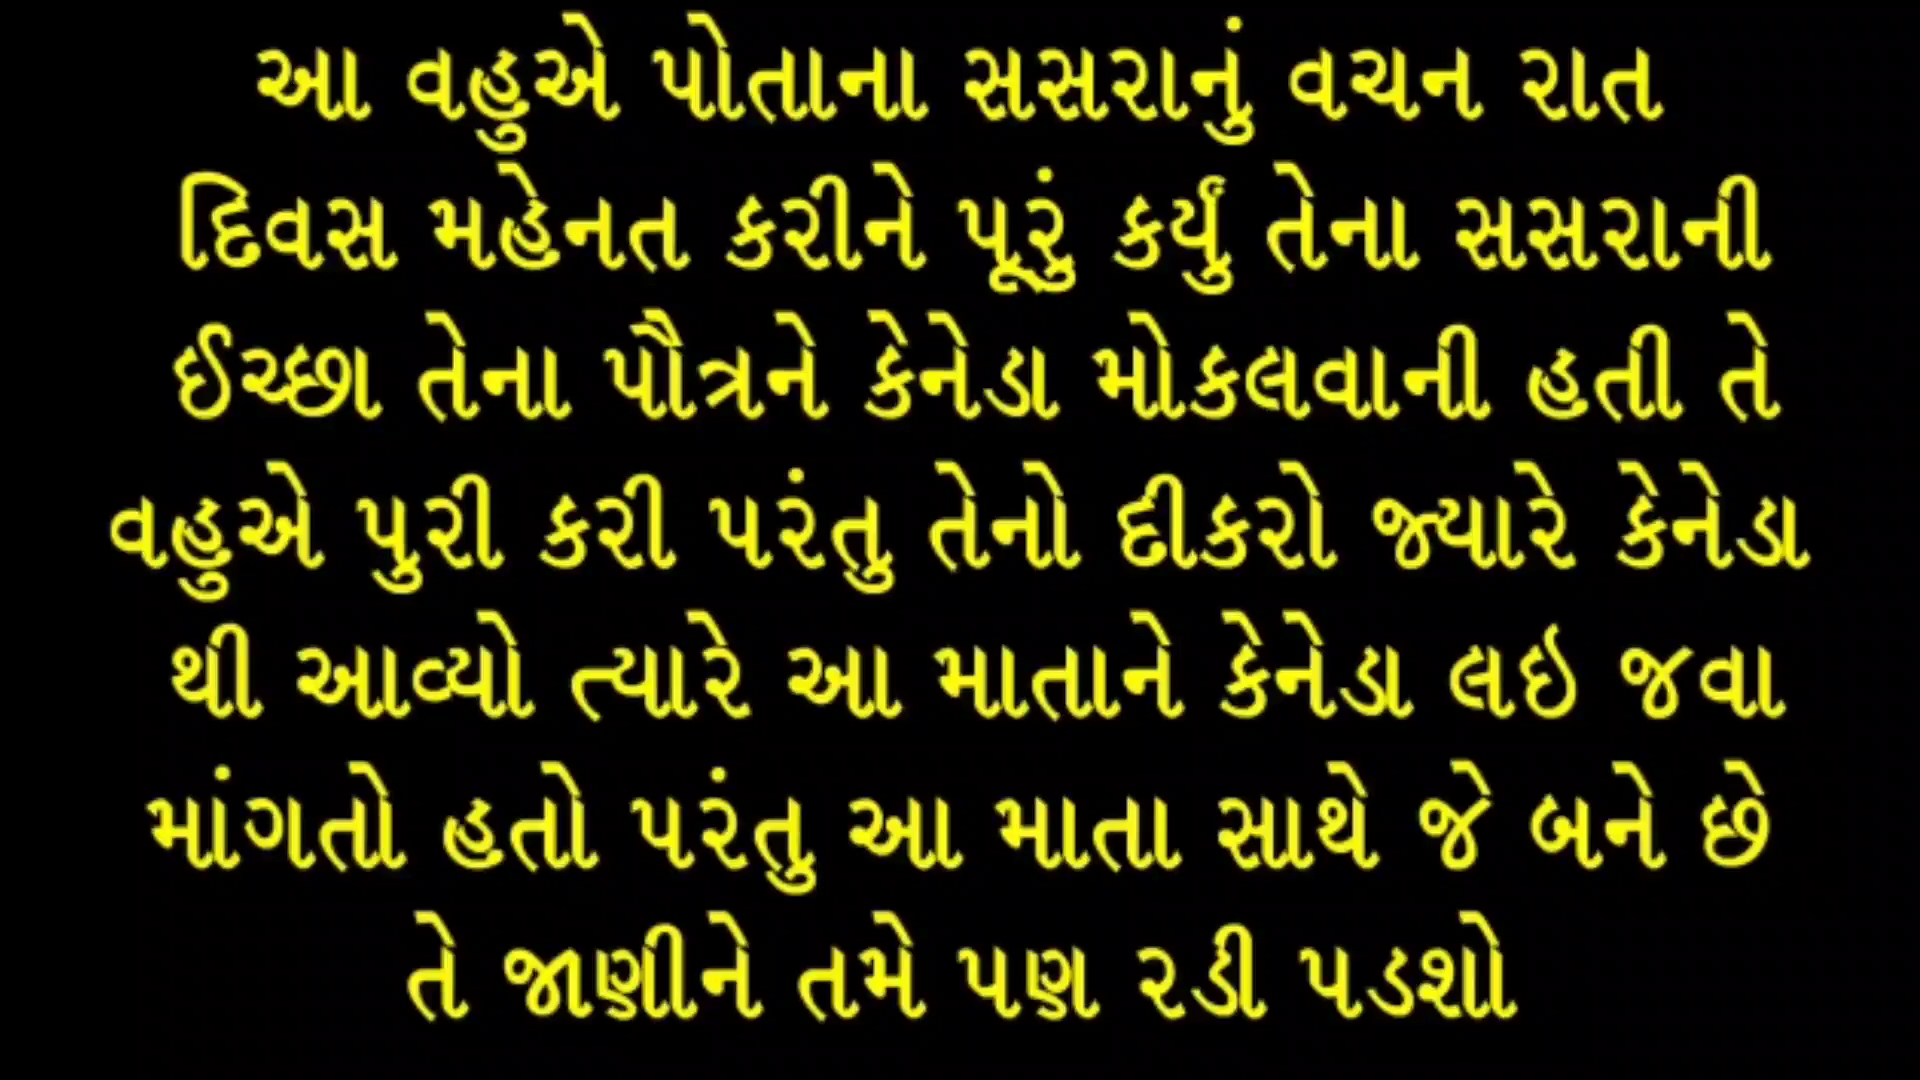 આ વહુએ પોતાના સસરાનું વચન રાત
દિવસ મહેનત કરીને પૂરું કર્યું તેના સસરાની
ઈચ્છા તેના પૌત્રને કેનેડા મોકલવાની હતી તે
વહુએ પુરી કરી પરંતુ તેનો દીકરો જ્યારે કેનેડા
થી આવ્યો ત્યારે આ માતાને કેનેડા લઇ જવા
માંગતો હતો પરંતુ આ માતા સાથે જે બને છે
તે જાણીને તમે પણ રડી પડશો